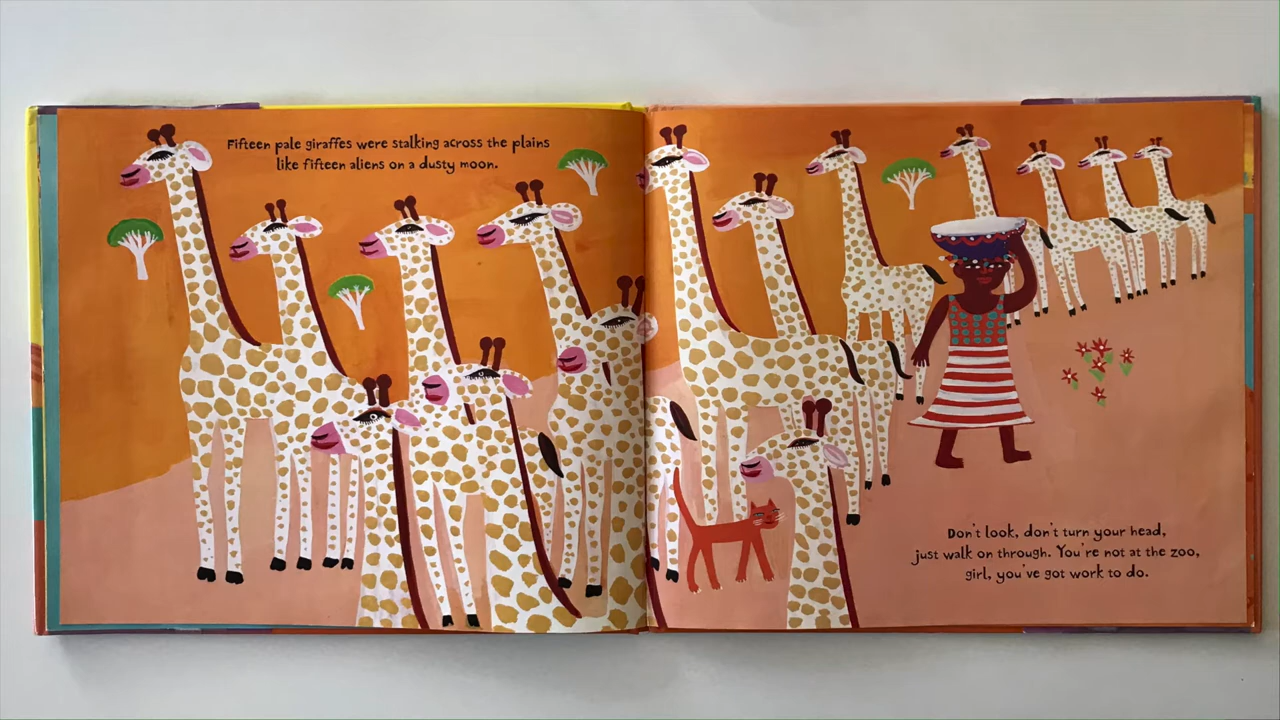 Fifteen pale giraffes were stalking across the plains
like fifteen aliens on a dusty moon.
Don't look, don't turn your head,
just walk on through. You're not at the zoo,
girl, you've got work to do.